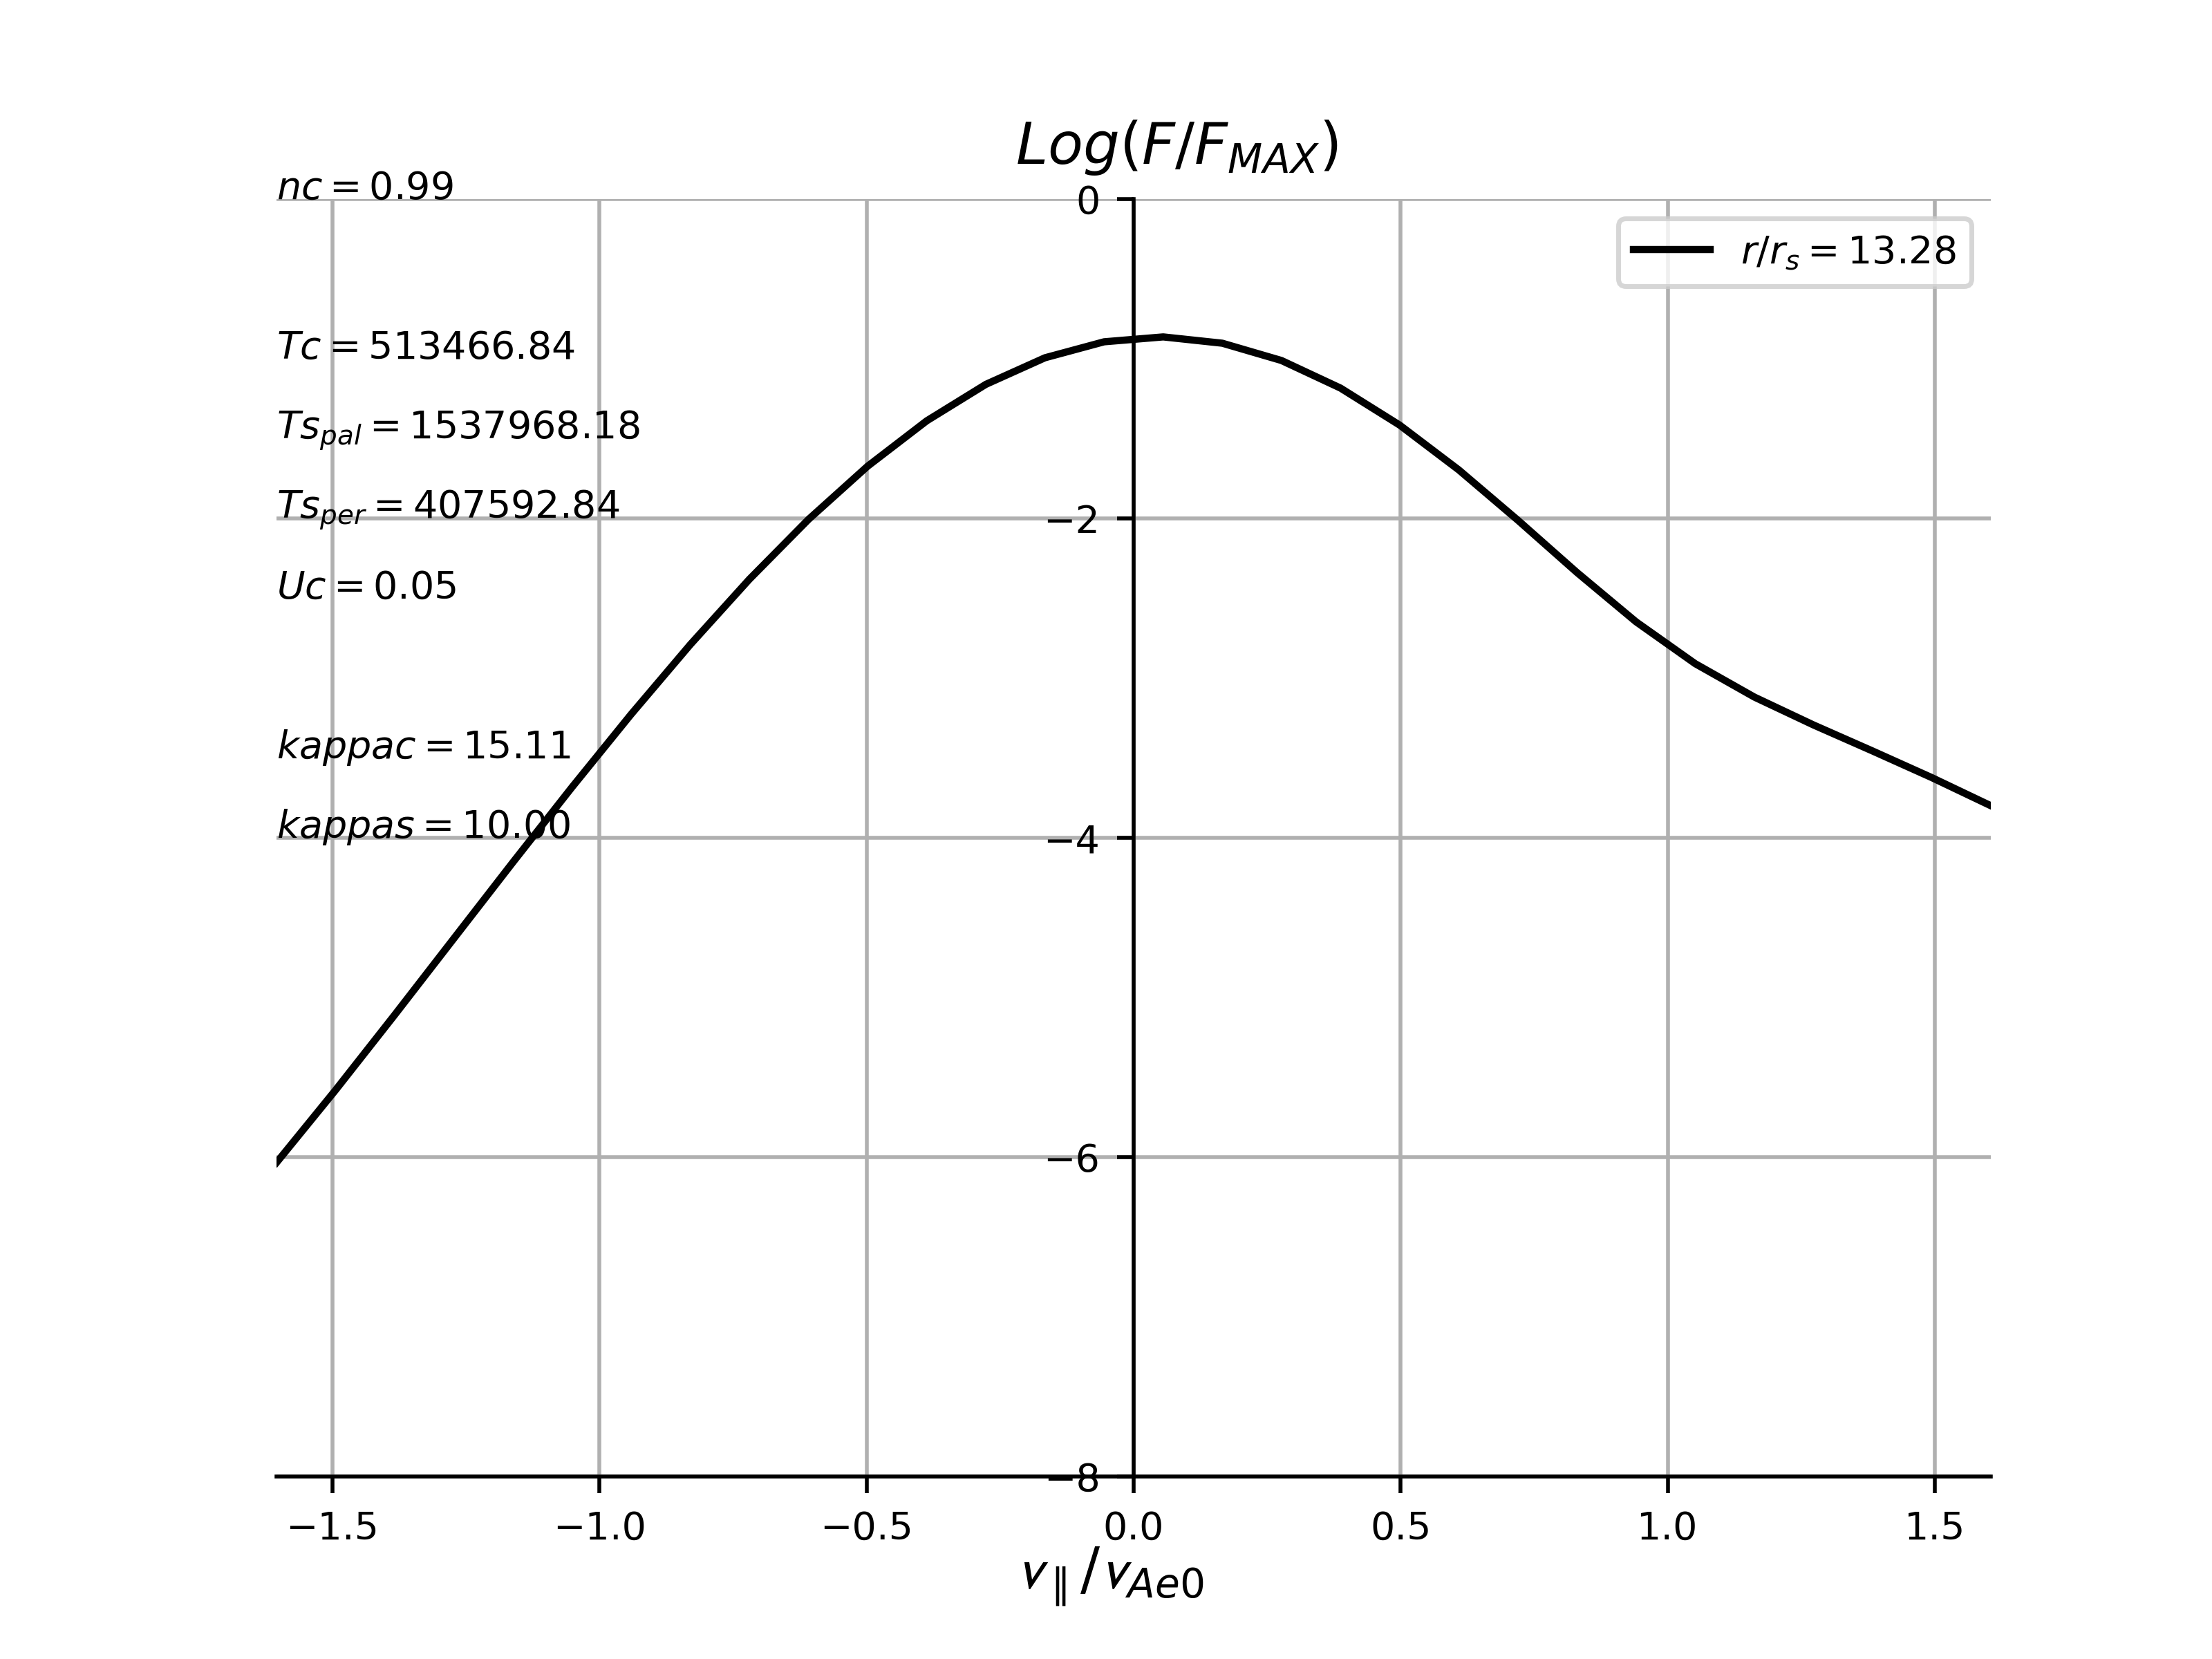 Log(F/F_MAX)
nc = 0.99
0
r/r_s = 13.28
Tc = 513466.84
Ts_pal = 1537968.18
Ts_per = 407592.84
−2
Uc = 0.05
kappac = 15.11
kappas = 10.00
−4
−6
−8
−1.5 −1.0 −0.5 0.0 0.5 1.0 1.5
v_∥/v_Ae0